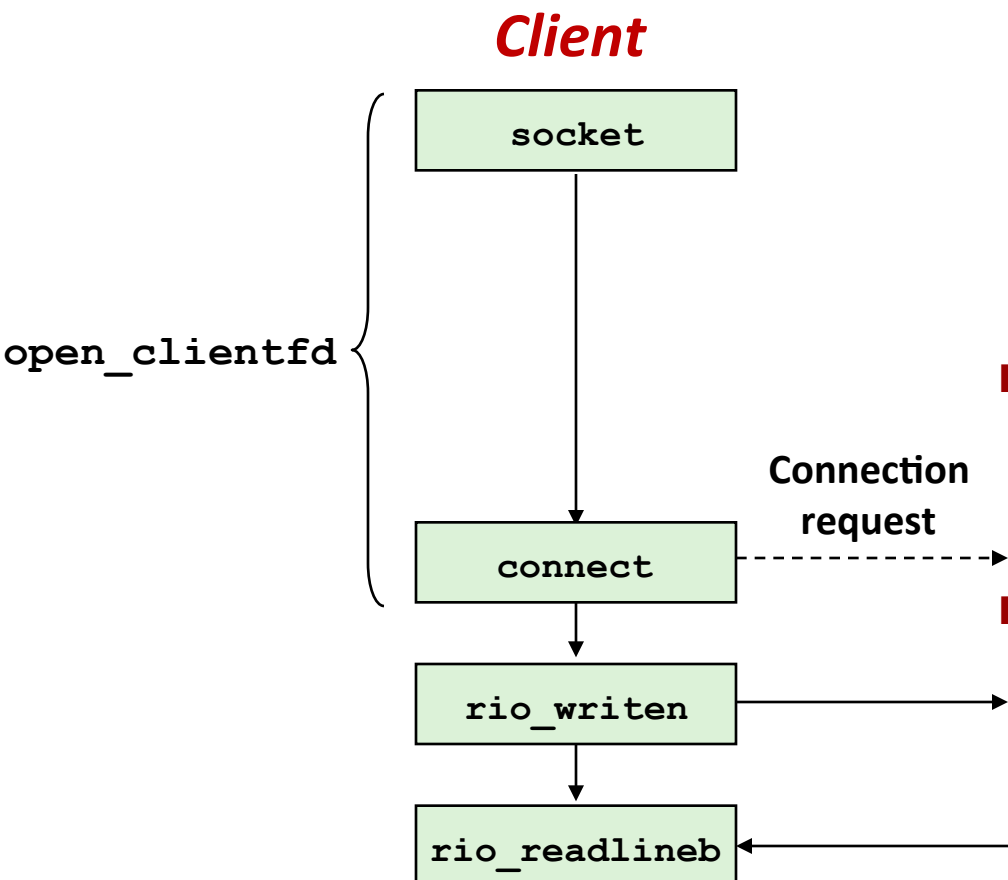 Client
socket
open_clientfd
Connection
request
connect
rio_writen
rio_readlineb